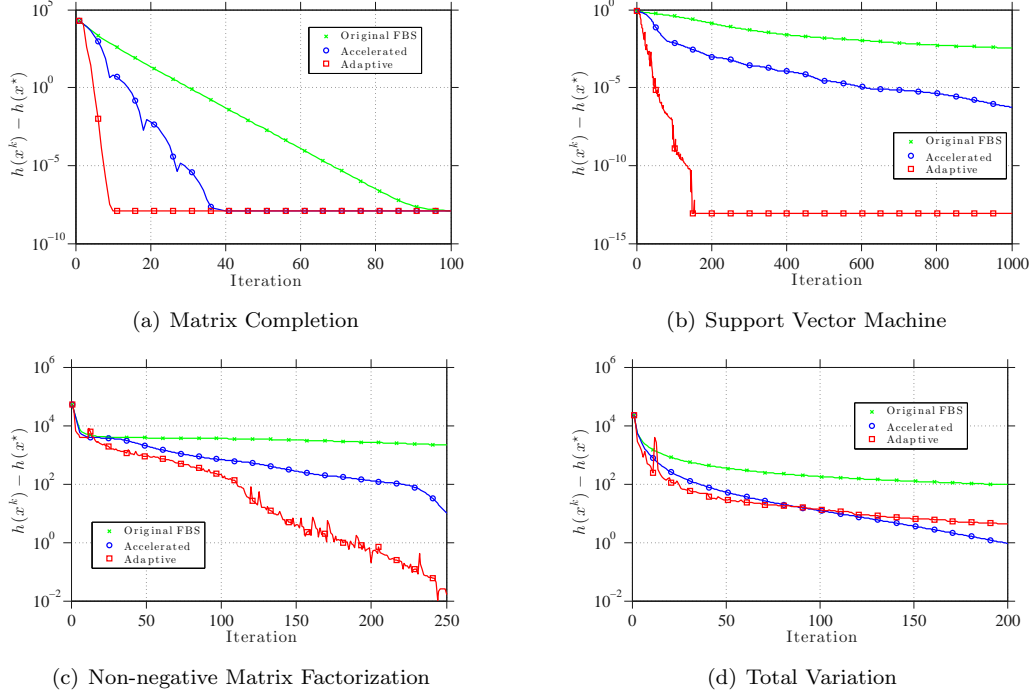 10^5
10^0
10^{-5}
10^{-10}
h(x^k) − h(x^⋆)
Original FBS
Accelerated
Adaptive
0 20 40 60 80 100
Iteration
(a) Matrix Completion
10^0
10^{-5}
10^{-10}
10^{-15}
h(x^k) − h(x^⋆)
Original FBS
Accelerated
Adaptive
0 200 400 600 800 1000
Iteration
(b) Support Vector Machine
10^6
10^4
10^2
10^0
10^{-2}
h(x^k) − h(x^⋆)
Original FBS
Accelerated
Adaptive
0 50 100 150 200 250
Iteration
(c) Non-negative Matrix Factorization
10^6
10^4
10^2
10^0
10^{-2}
h(x^k) − h(x^⋆)
Original FBS
Accelerated
Adaptive
0 50 100 150 200
Iteration
(d) Total Variation